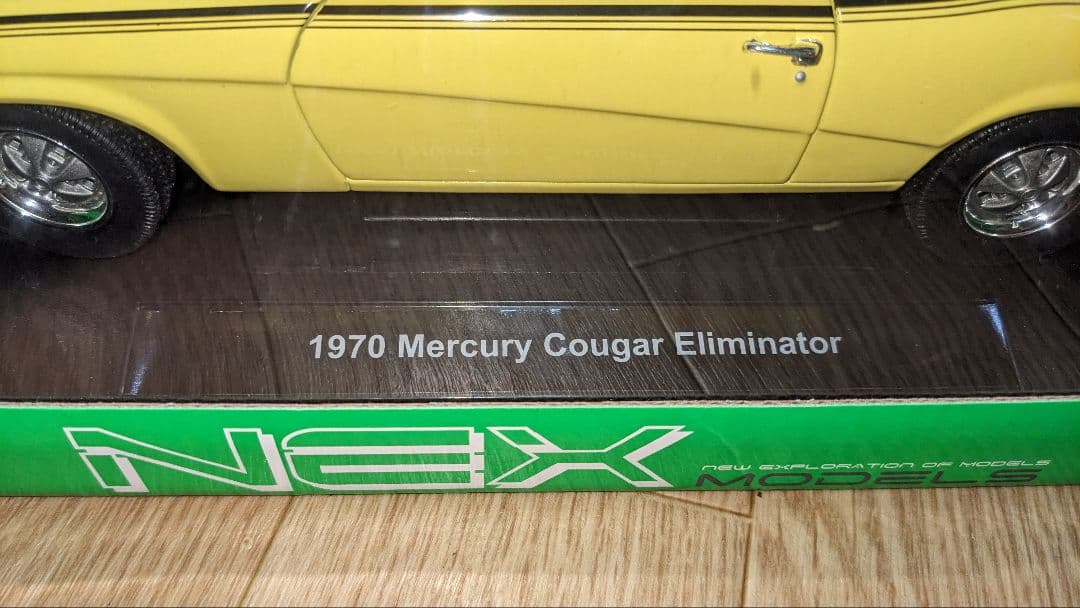 1970 Mercury Cougar Eliminator
NEX
NEW EXPLORATION OF MODELS
MODELS